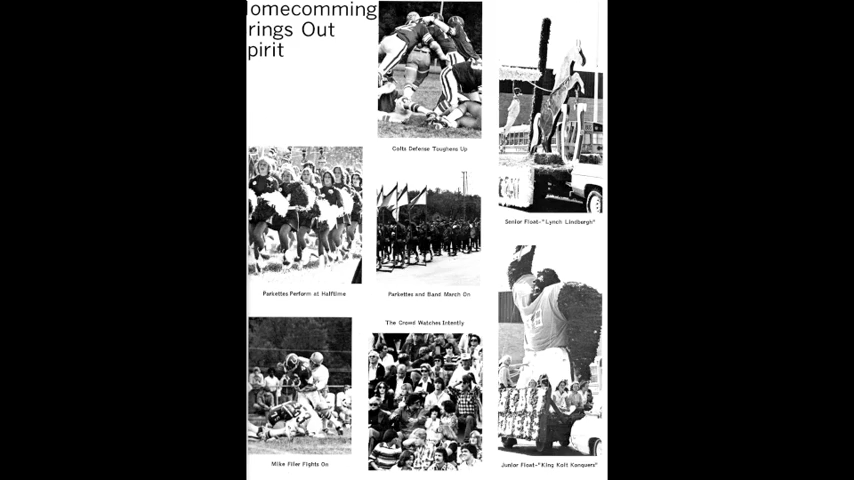 omecomming
rings Out
pirit
Colts Defense Toughens Up
Senior Float-"Lynch Lindbergh"
Parkettes Perform at Halftime
Parkettes and Band March On
The Crowd Watches Intently
Mike Filer Fights On
Junior Float-"King Kolt Konquers"